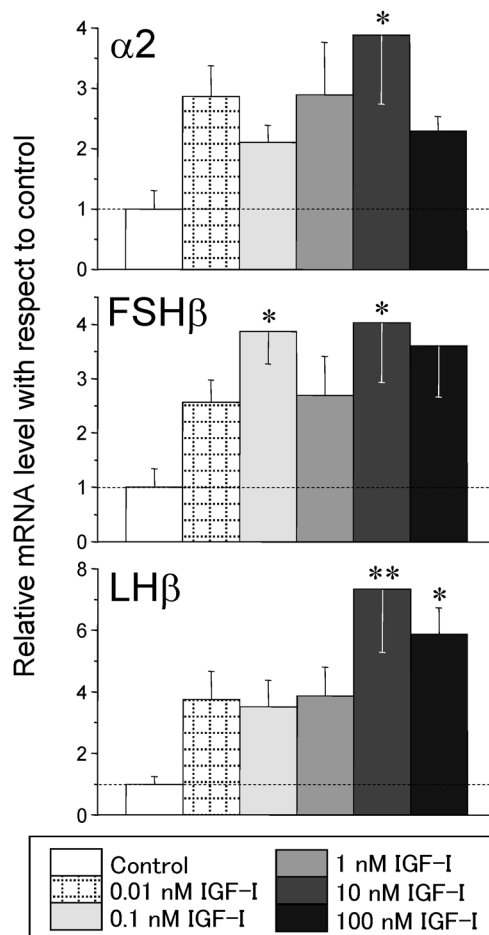 Relative mRNA level with respect to control
α2
*
4
3
2
1
0
FSHβ
* *
4
3
2
1
0
LHβ
** *
8
6
4
2
0
Control
0.01 nM IGF-I
0.1 nM IGF-I
1 nM IGF-I
10 nM IGF-I
100 nM IGF-I